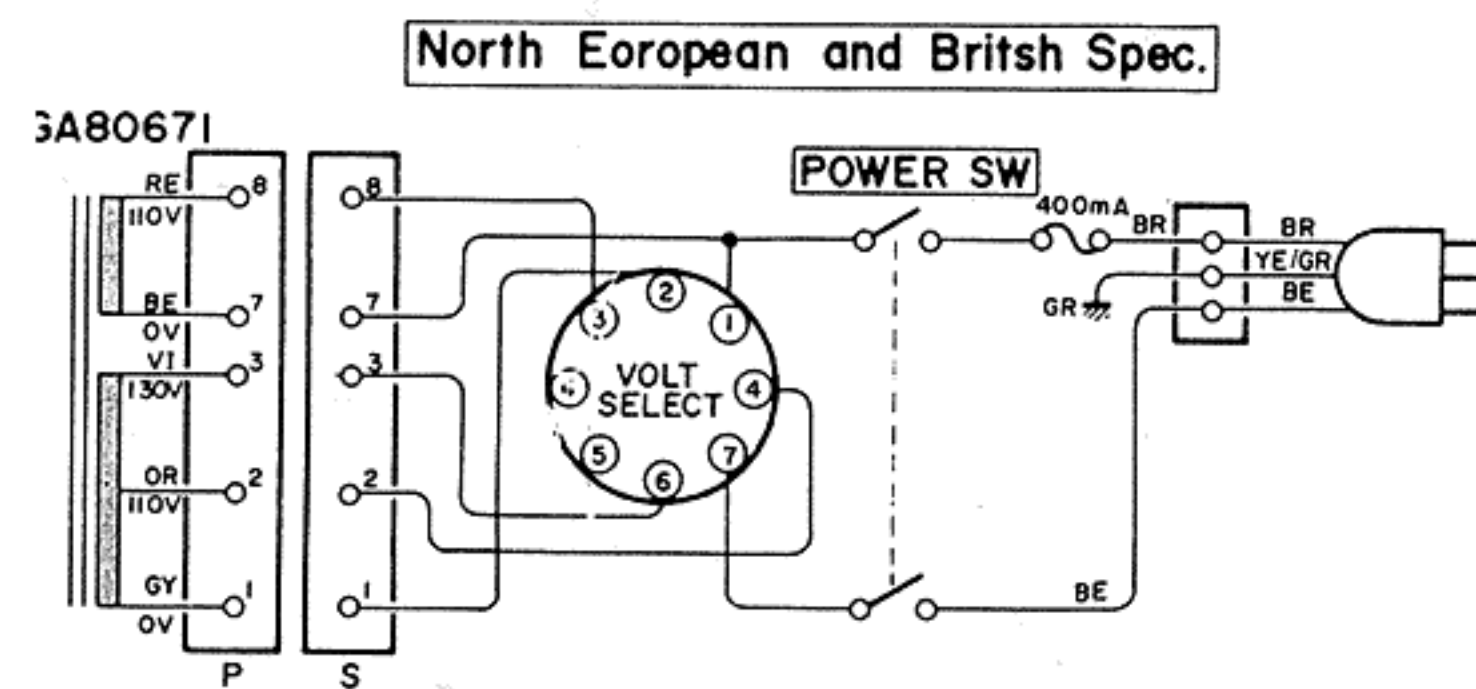 North Eoropean and Britsh Spec.
GA80671
POWER SW
RE
110V
BE
0V
VI
130V
OR
110V
GY
0V
8
7
3
2
1
P
8
7
3
2
1
S
2
3
1
4
VOLT
SELECT
4
5
6
7
400mA
BR
BR
YE/GR
GR
BE
BE